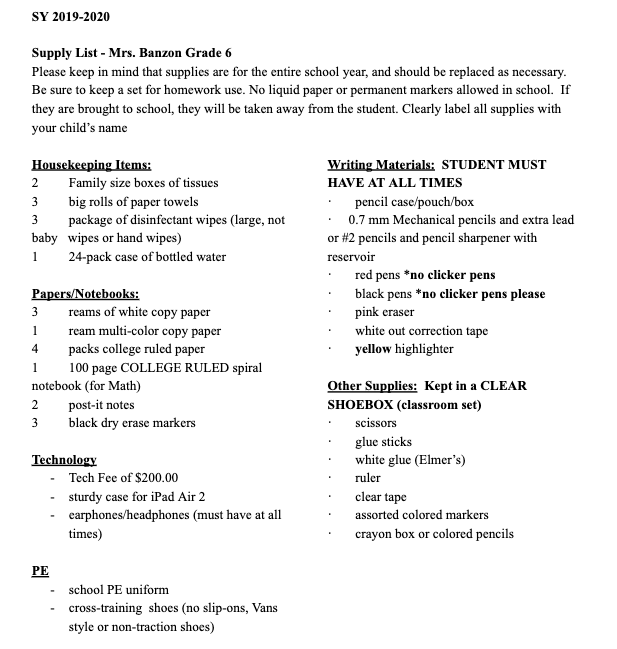 SY 2019-2020
Supply List - Mrs. Banzon Grade 6
Please keep in mind that supplies are for the entire school year, and should be replaced as necessary.
Be sure to keep a set for homework use. No liquid paper or permanent markers allowed in school.  If
they are brought to school, they will be taken away from the student. Clearly label all supplies with
your child's name
Housekeeping Items:
2 Family size boxes of tissues
3 big rolls of paper towels
3 package of disinfectant wipes (large, not
baby wipes or hand wipes)
1 24-pack case of bottled water
Papers/Notebooks:
3 reams of white copy paper
1 ream multi-color copy paper
4 packs college ruled paper
1 100 page COLLEGE RULED spiral
notebook (for Math)
2 post-it notes
3 black dry erase markers
Technology
- Tech Fee of $200.00
- sturdy case for iPad Air 2
- earphones/headphones (must have at all
times)
PE
- school PE uniform
- cross-training shoes (no slip-ons, Vans
style or non-traction shoes)
Writing Materials: STUDENT MUST
HAVE AT ALL TIMES
· pencil case/pouch/box
· 0.7 mm Mechanical pencils and extra lead
or #2 pencils and pencil sharpener with
reservoir
· red pens *no clicker pens
· black pens *no clicker pens please
· pink eraser
· white out correction tape
· yellow highlighter
Other Supplies: Kept in a CLEAR
SHOEBOX (classroom set)
· scissors
· glue sticks
· white glue (Elmer's)
· ruler
· clear tape
· assorted colored markers
· crayon box or colored pencils